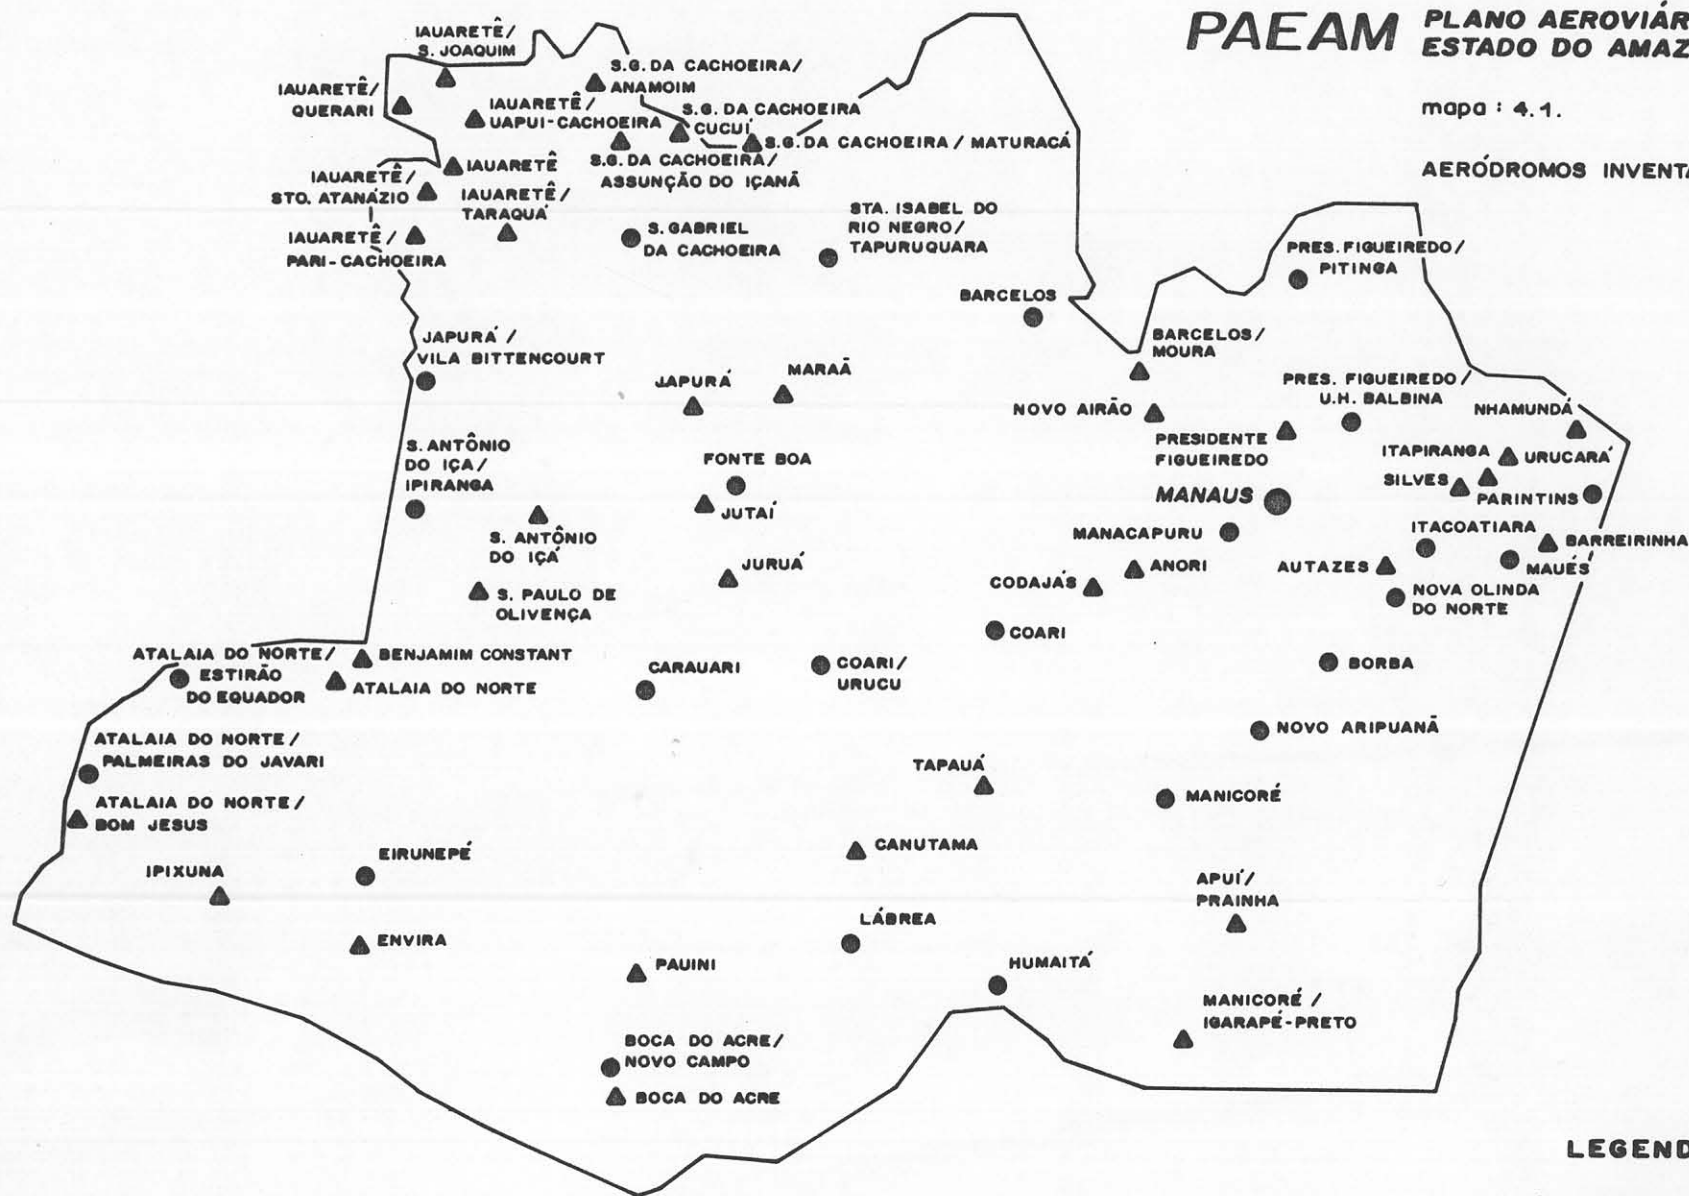 PAEAM PLANO AEROVIÁR
ESTADO DO AMAZ
mapa : 4.1.
AERÓDROMOS INVENTA
IAUARETÊ/
S. JOAQUIM
IAUARETÊ/
QUERARI
S.G. DA CACHOEIRA/
ANAMOIM
IAUARETÊ/
UAPUI-CACHOEIRA
S.G. DA CACHOEIRA
CUCUÍ
S.G. DA CACHOEIRA / MATURACÁ
S.G. DA CACHOEIRA/
ASSUNÇÃO DO IÇANÃ
IAUARETÊ
IAUARETÊ/
STO. ATANÁZIO
IAUARETÊ/
TARAQUÁ
IAUARETÊ/
PARI-CACHOEIRA
S. GABRIEL
DA CACHOEIRA
STA. ISABEL DO
RIO NEGRO/
TAPURUQUARA
PRES. FIGUEIREDO/
PITINGA
BARCELOS
BARCELOS/
MOURA
JAPURÁ/
VILA BITTENCOURT
JAPURÁ
MARAÃ
NOVO AIRÃO
PRES. FIGUEIREDO/
U.H. BALBINA
PRESIDENTE
FIGUEIREDO
NHAMUNDÁ
ITAPIRANGA
URUCARÁ
SILVES
PARINTINS
S. ANTÔNIO
DO IÇA/
IPIRANGA
FONTE BOA
JUTAÍ
MANAUS
MANACAPURU
ITACOATIARA
BARREIRINHA
MAUÉS
S. ANTÔNIO
DO IÇÁ
JURUÁ
CODAJÁS
ANORI
AUTAZES
NOVA OLINDA
DO NORTE
S. PAULO DE
OLIVENÇA
COARI
ATALAIA DO NORTE/
ESTIRÃO
DO EQUADOR
BENJAMIM CONSTANT
ATALAIA DO NORTE
CARAUARI
COARI/
URUCU
BORBA
NOVO ARIPUANÃ
ATALAIA DO NORTE/
PALMEIRAS DO JAVARI
ATALAIA DO NORTE/
BOM JESUS
TAPAUÁ
MANICORÉ
EIRUNEPÉ
CANUTAMA
IPIXUNA
APUÍ/
PRAINHA
LÁBREA
ENVIRA
PAUINI
HUMAITÁ
MANICORÉ /
IGARAPÉ-PRETO
BOCA DO ACRE/
NOVO CAMPO
BOCA DO ACRE
LEGEND